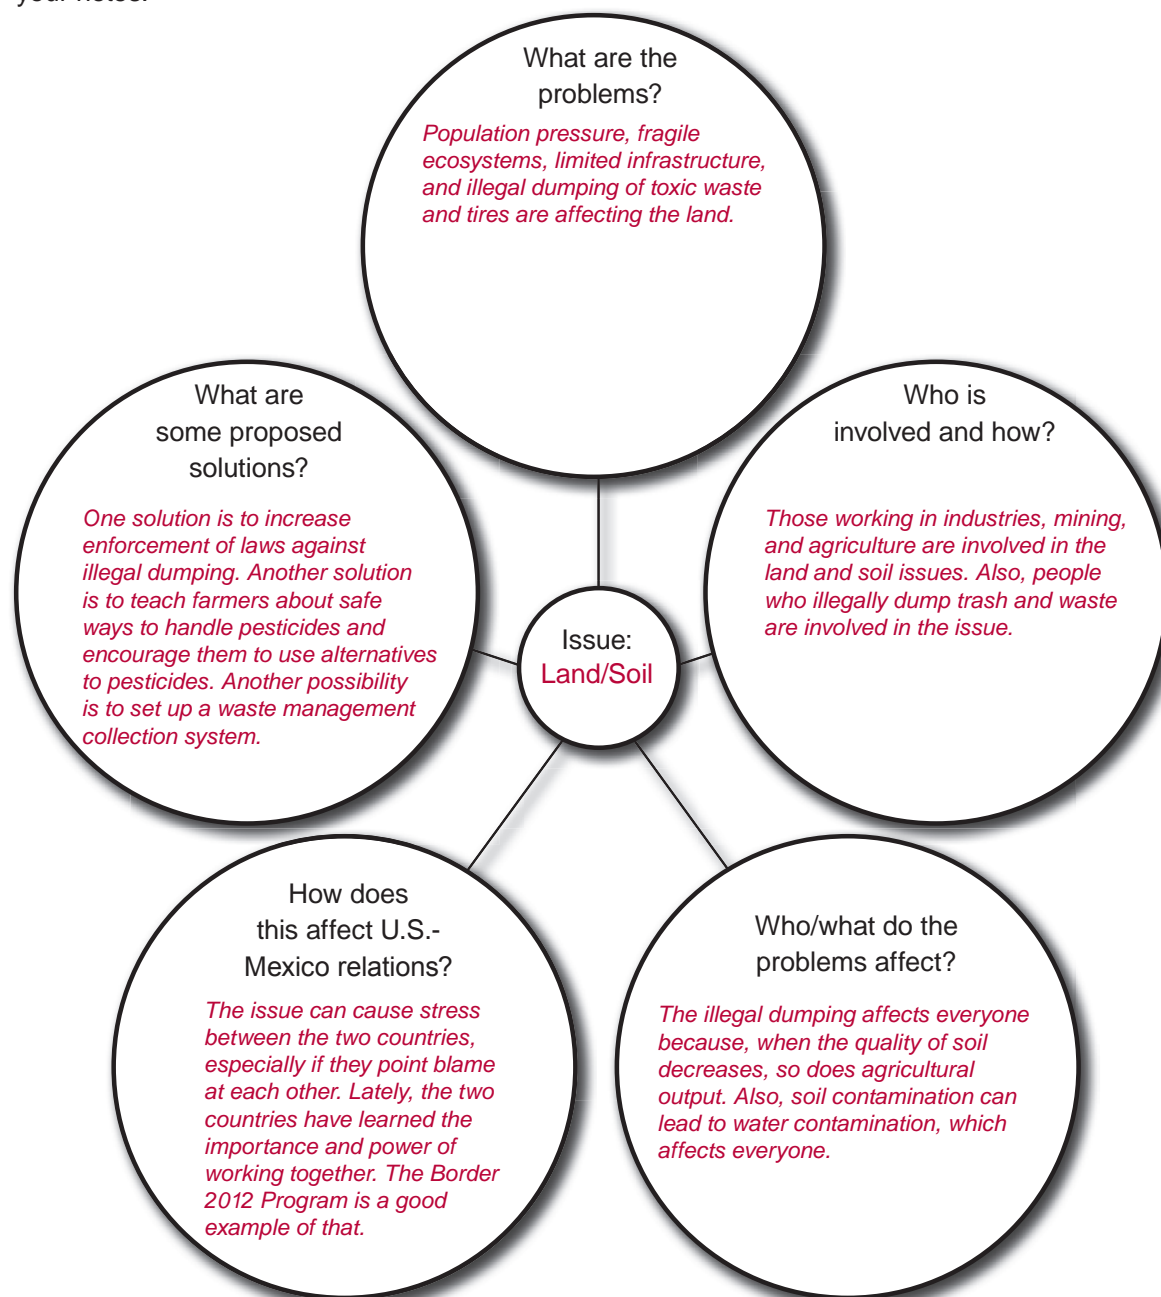 your notes.
What are the
problems?
Population pressure, fragile
ecosystems, limited infrastructure,
and illegal dumping of toxic waste
and tires are affecting the land.
What are
some proposed
solutions?
One solution is to increase
enforcement of laws against
illegal dumping. Another solution
is to teach farmers about safe
ways to handle pesticides and
encourage them to use alternatives
to pesticides. Another possibility
is to set up a waste management
collection system.
Who is
involved and how?
Those working in industries, mining,
and agriculture are involved in the
land and soil issues. Also, people
who illegally dump trash and waste
are involved in the issue.
Issue:
Land/Soil
How does
this affect U.S.-
Mexico relations?
The issue can cause stress
between the two countries,
especially if they point blame
at each other. Lately, the two
countries have learned the
importance and power of
working together. The Border
2012 Program is a good
example of that.
Who/what do the
problems affect?
The illegal dumping affects everyone
because, when the quality of soil
decreases, so does agricultural
output. Also, soil contamination can
lead to water contamination, which
affects everyone.